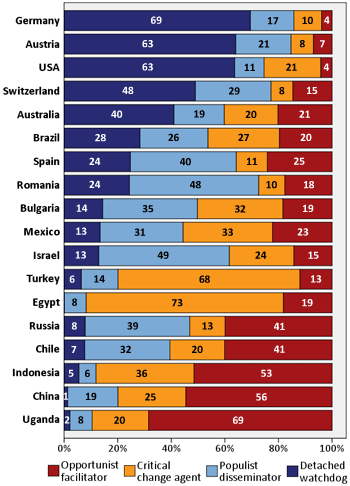 Germany 69 17 10 4
Austria 63 21 8 7
USA 63 11 21 4
Switzerland 48 29 8 15
Australia 40 19 20 21
Brazil 28 26 27 20
Spain 24 40 11 25
Romania 24 48 10 18
Bulgaria 14 35 32 19
Mexico 13 31 33 23
Israel 13 49 24 15
Turkey 6 14 68 13
Egypt 8 73 19
Russia 8 39 13 41
Chile 7 32 20 41
Indonesia 5 6 36 53
China 1 19 25 56
Uganda 2 8 20 69
0% 20% 40% 60% 80% 100%
Opportunist Critical Populist Detached
facilitator change agent disseminator watchdog